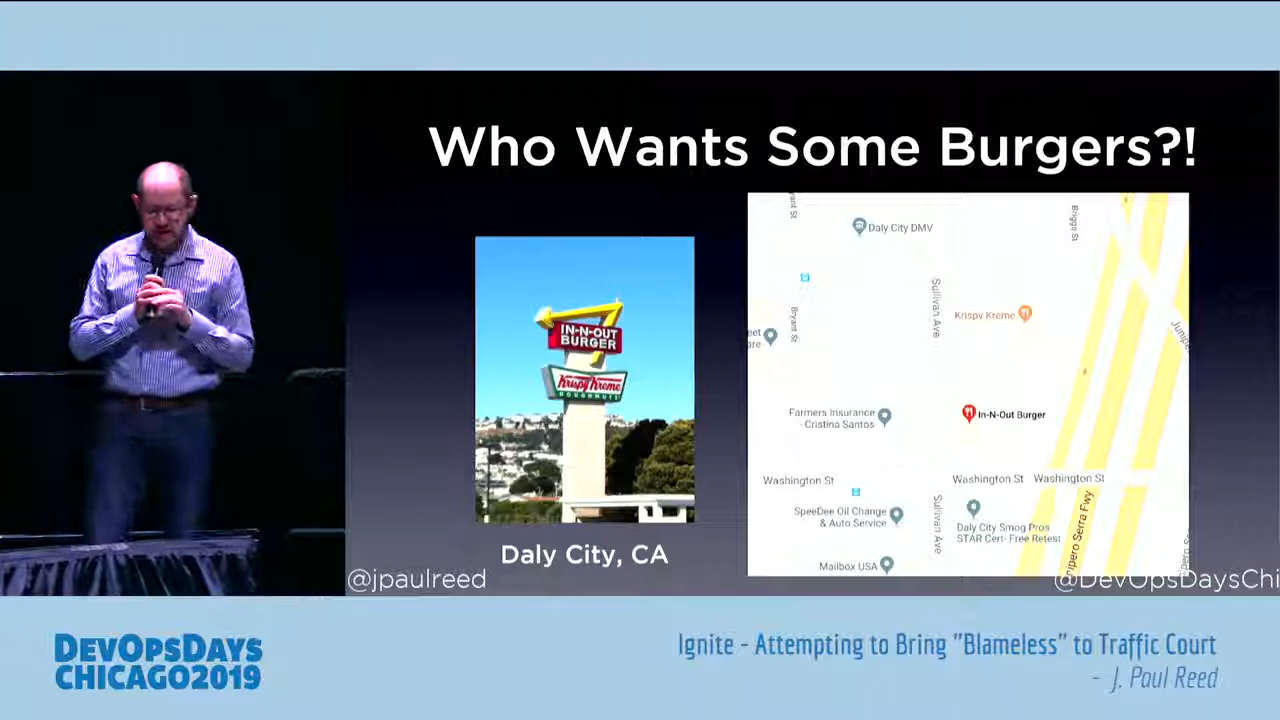 Who Wants Some Burgers?!
IN-N-OUT
BURGER
Krispy Kreme
DOUGHNUTS
Daly City, CA
Daly City DMV
Briggs St
Sullivan Ave
Krispy Kreme
Bryant St
Farmers Insurance
- Cristina Santos
In-N-Out Burger
Washington St
Washington St
Washington St
SpeeDee Oil Change
& Auto Service
Sullivan Ave
Daly City Smog Pros
STAR Cert- Free Retest
Mailbox USA
ipero Serra Fwy
@jpaulreed
@DevOpsDaysChi
DEVOPSDAYS
CHICAGO2019
Ignite - Attempting to Bring "Blameless" to Traffic Court
- J. Paul Reed